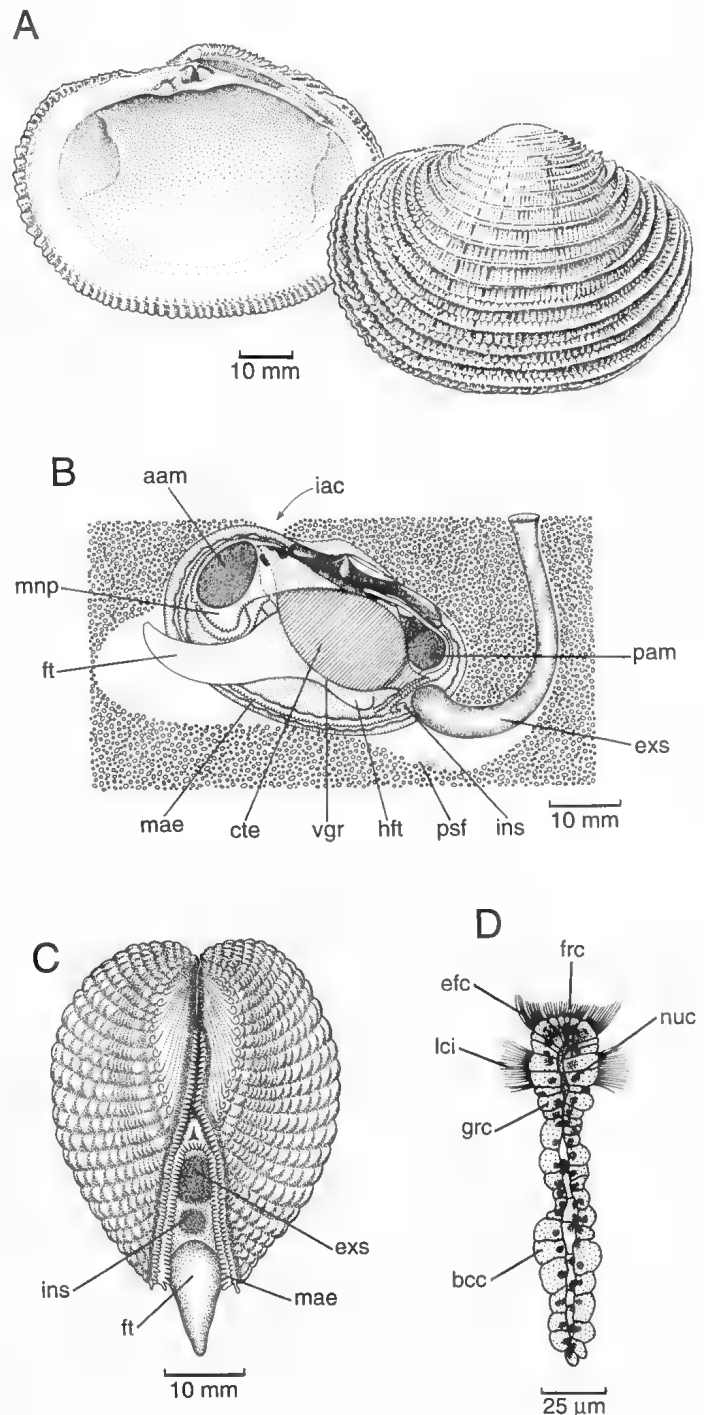 A
10 mm
B
aam
iac
mnp
ft
pam
exs
mae
cte
vgr
hft
psf
ins
10 mm
C
D
frc
efc
nuc
lci
grc
exs
ins
bcc
mae
ft
10 mm
25 µm